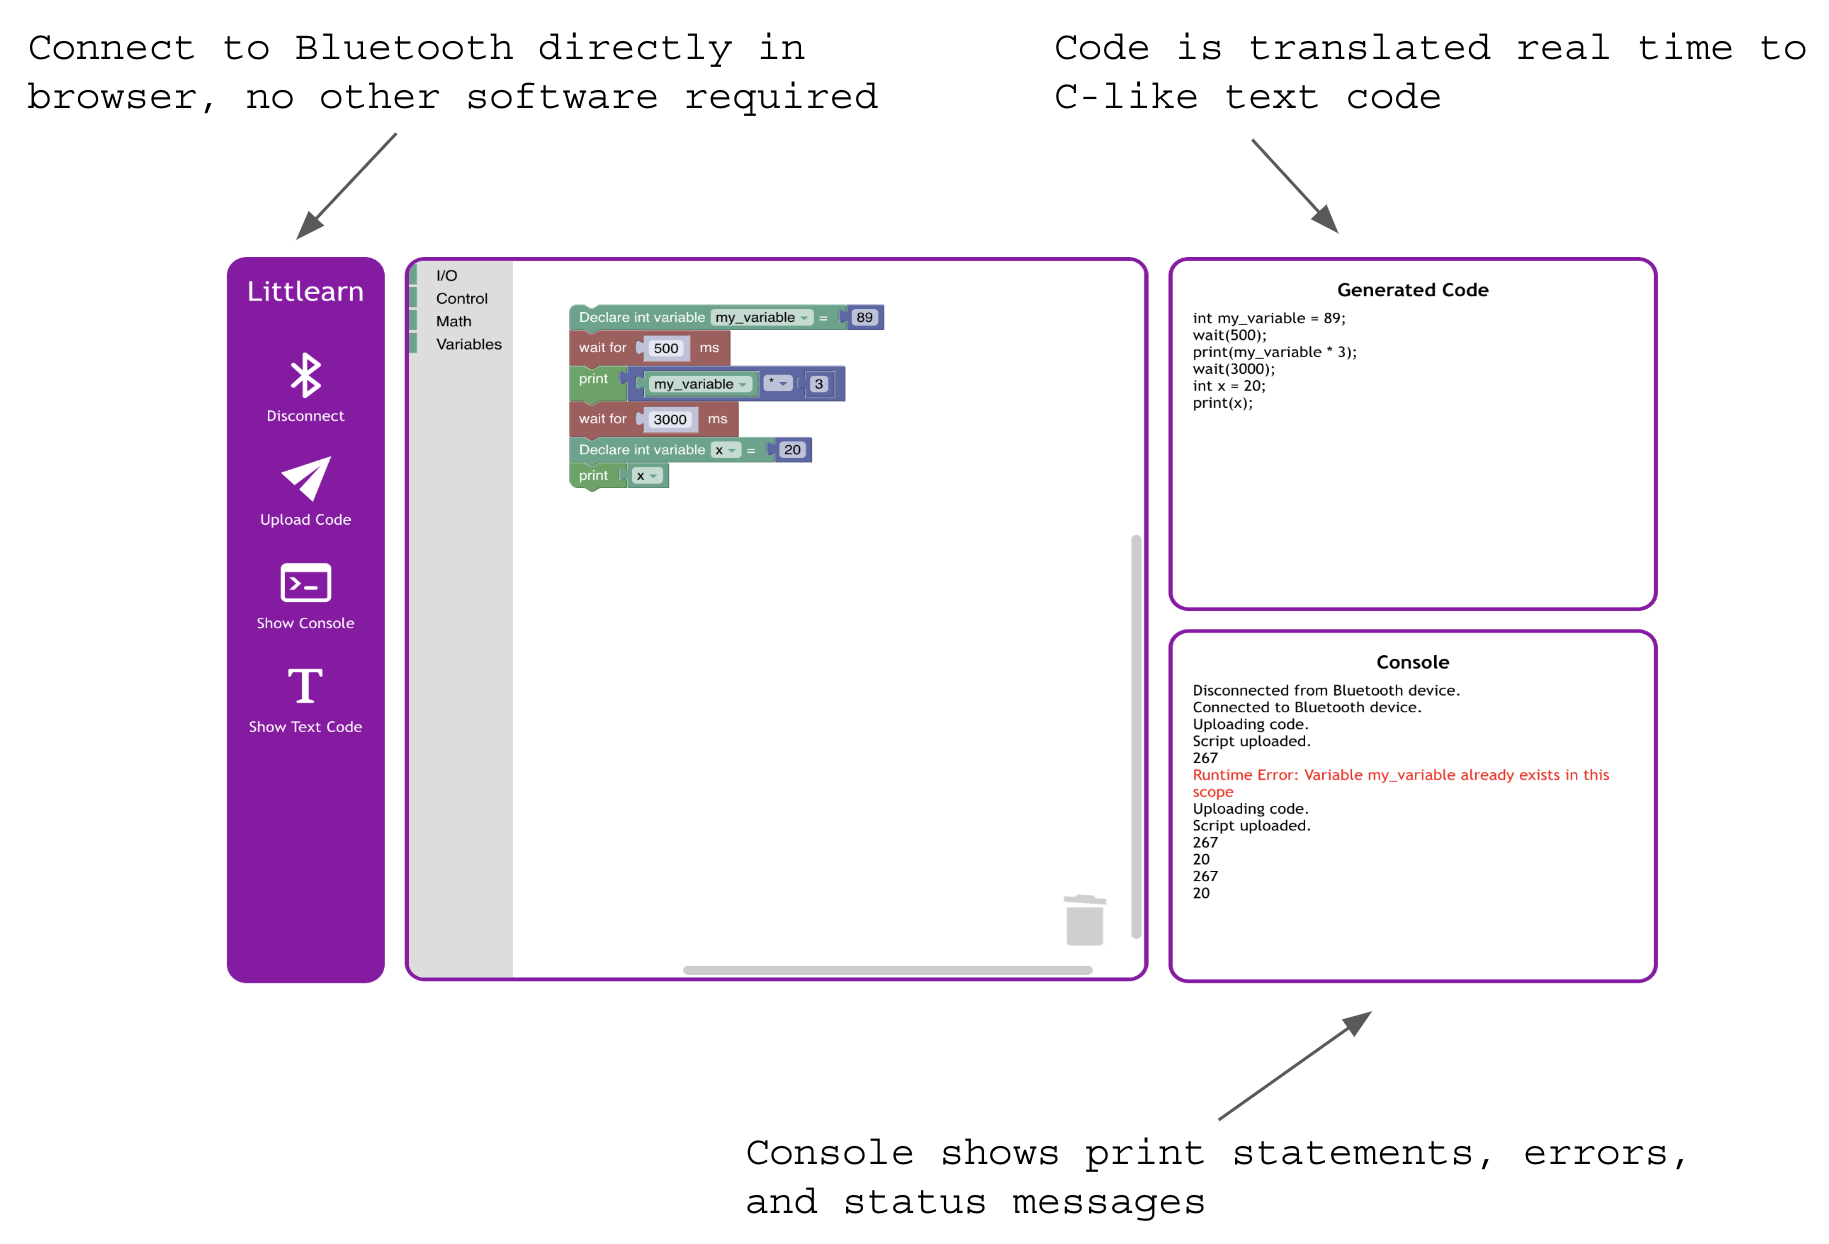 Connect to Bluetooth directly in
browser, no other software required
Code is translated real time to
C-like text code
Littlearn
Disconnect
Upload Code
Show Console
T
Show Text Code
I/O
Control
Math
Variables
Declare int variable my_variable = 89
wait for 500 ms
print my_variable * 3
wait for 3000 ms
Declare int variable x = 20
print x
Generated Code
int my_variable = 89;
wait(500);
print(my_variable * 3);
wait(3000);
int x = 20;
print(x);
Console
Disconnected from Bluetooth device.
Connected to Bluetooth device.
Uploading code.
Script uploaded.
267
Runtime Error: Variable my_variable already exists in this
scope
Uploading code.
Script uploaded.
267
20
267
20
Console shows print statements, errors,
and status messages